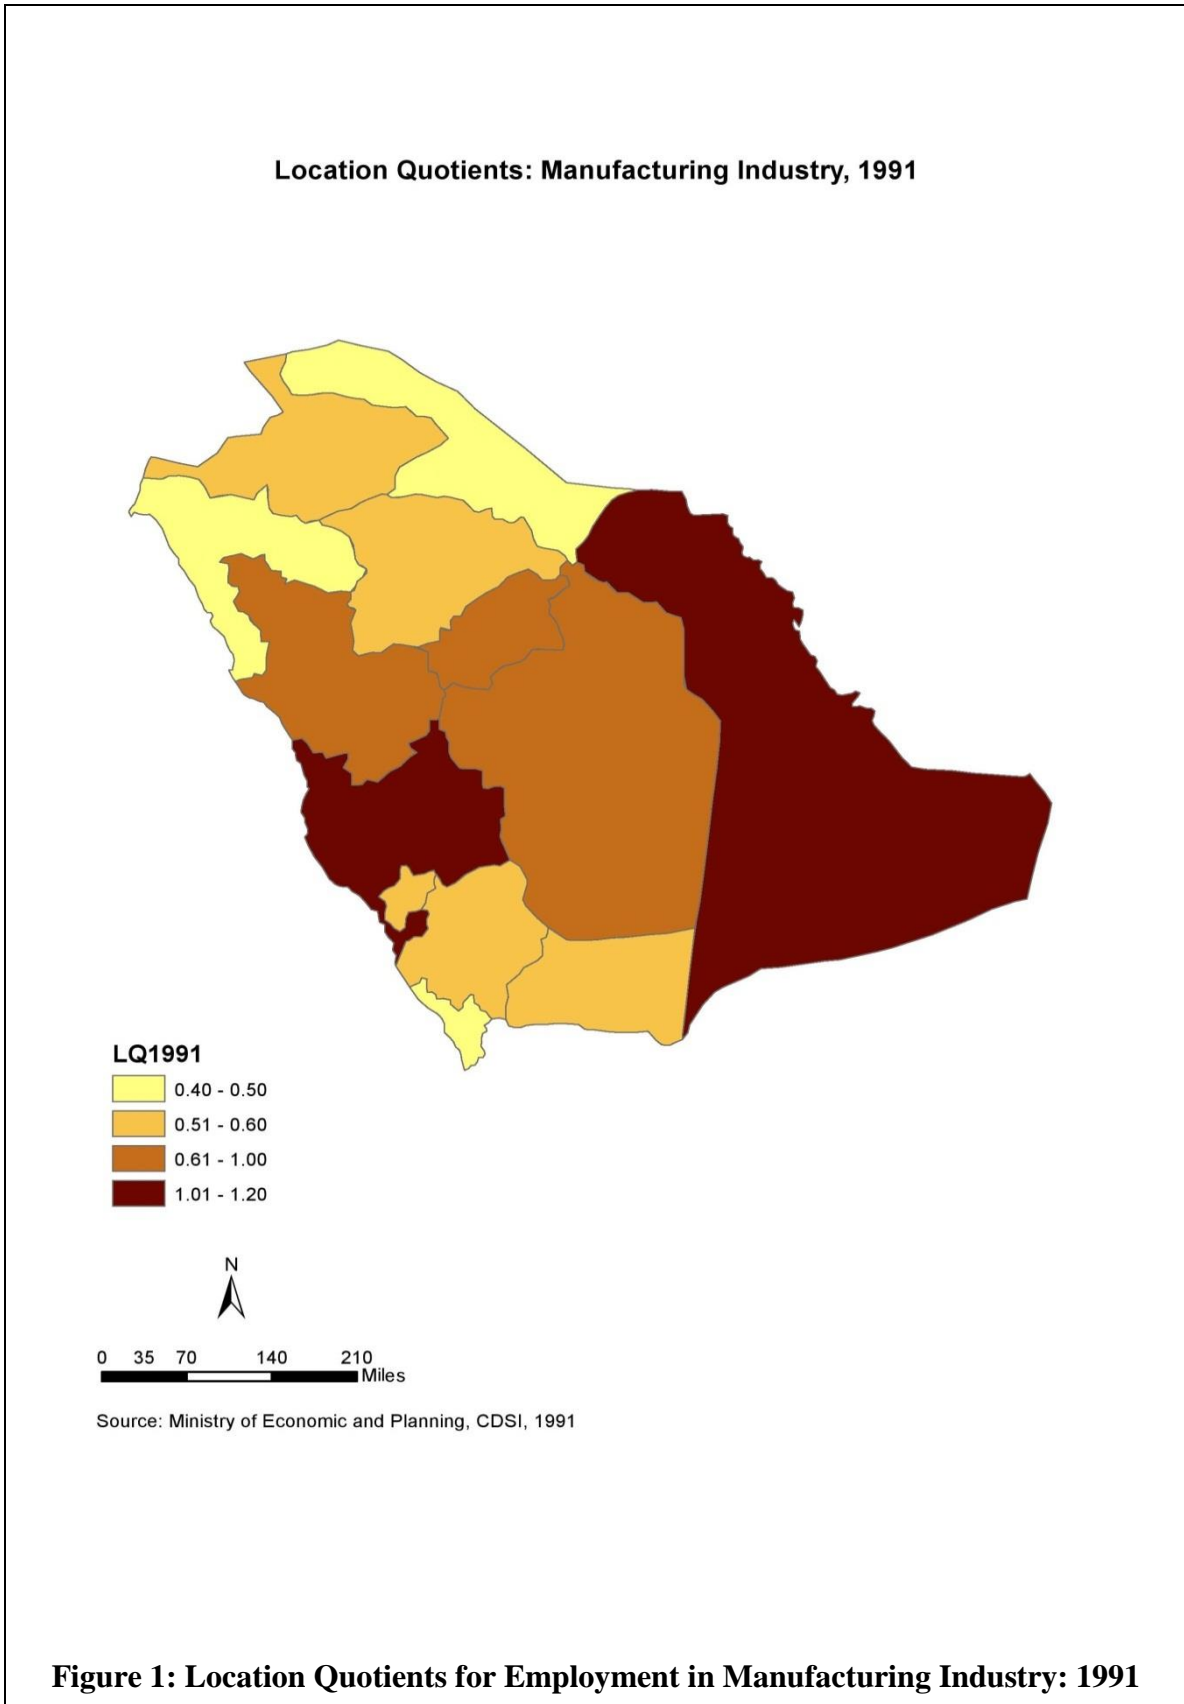 Location Quotients: Manufacturing Industry, 1991
LQ1991
0.40 - 0.50
0.51 - 0.60
0.61 - 1.00
1.01 - 1.20
N
0 35 70 140 210
Miles
Source: Ministry of Economic and Planning, CDSI, 1991
Figure 1: Location Quotients for Employment in Manufacturing Industry: 1991